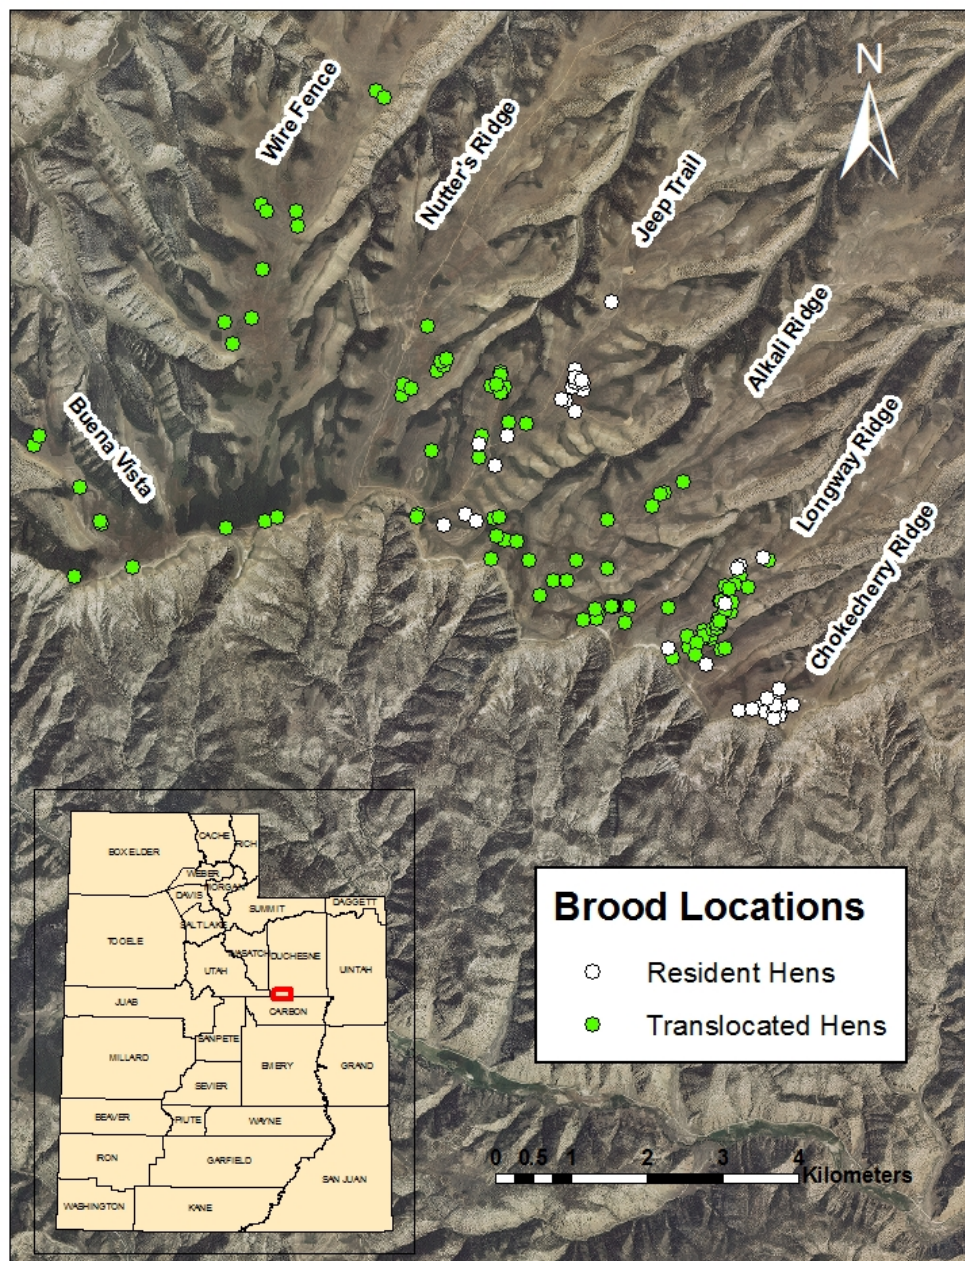 N
Wire Fence
Nutter's Ridge
Jeep Trail
Alkali Ridge
Buena Vista
Longway Ridge
Chokecherry Ridge
Brood Locations
Resident Hens
Translocated Hens
BOX ELDER
CACHE
RICH
WEBER
MORGAN
DAVIS
SUMMIT
DAGGETT
SALT LAKE
TOOELE
WASATCH
DUCHESNE
UTAH
UINTAH
JUAB
CARBON
SANPETE
MILLARD
EMERY
GRAND
SEVIER
BEAVER
PIUTE
WAYNE
IRON
GARFIELD
SAN JUAN
WASHINGTON
KANE
0 0.5 1 2 3 4
Kilometers